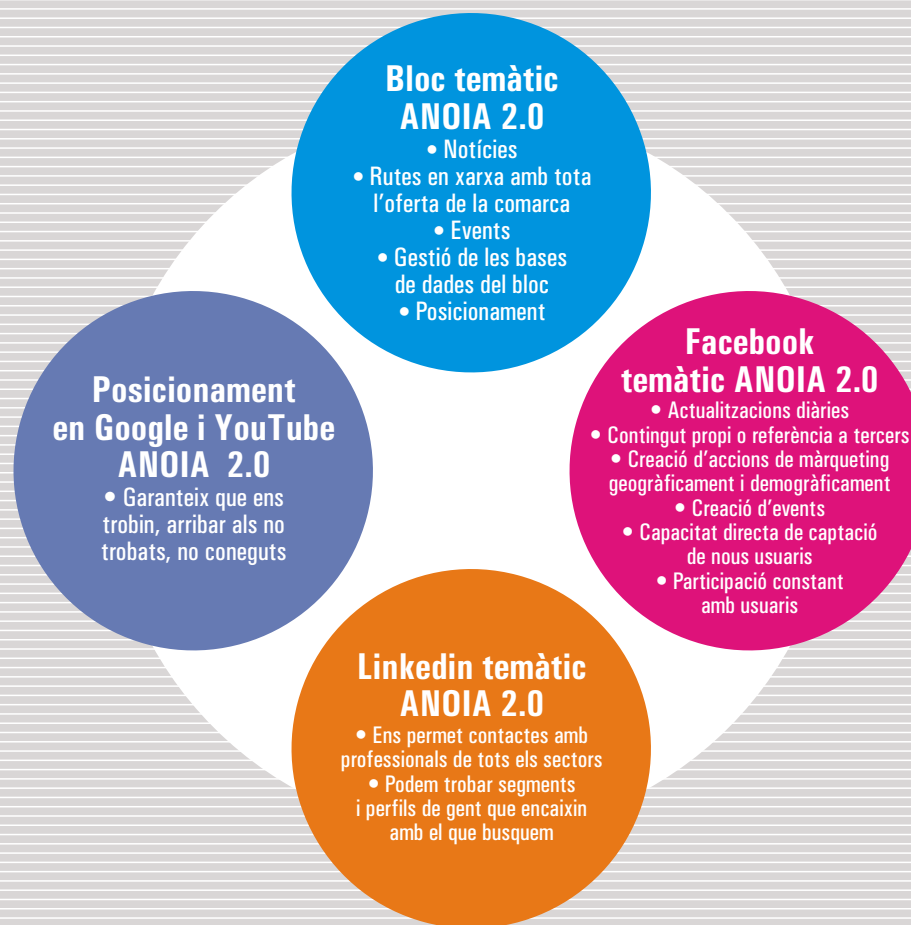 Bloc temàtic
ANOIA 2.0
• Notícies
• Rutes en xarxa amb tota
l'oferta de la comarca
• Events
• Gestió de les bases
de dades del bloc
• Posicionament
Posicionament
en Google i YouTube
ANOIA 2.0
• Garanteix que ens
trobin, arribar als no
trobats, no coneguts
Facebook
temàtic ANOIA 2.0
• Actualitzacions diàries
• Contingut propi o referència a tercers
• Creació d'accions de màrqueting
geogràficament i demogràficament
• Creació d'events
• Capacitat directa de captació
de nous usuaris
• Participació constant
amb usuaris
Linkedin temàtic
ANOIA 2.0
• Ens permet contactes amb
professionals de tots els sectors
• Podem trobar segments
i perfils de gent que encaixin
amb el que busquem